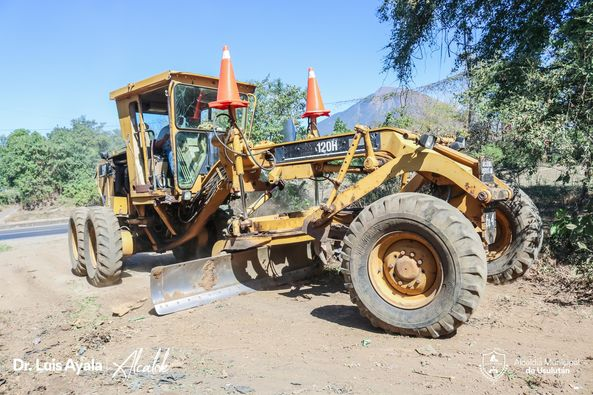 120H
Dr. Luis Ayala Alcalde
Alcaldía Municipal
de Usulután